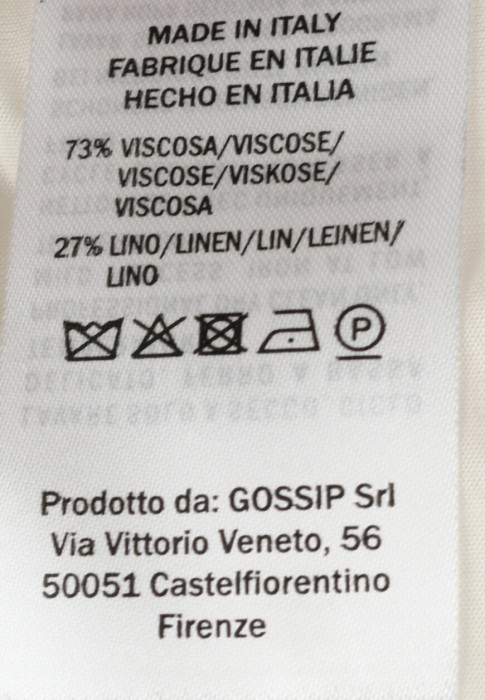 MADE IN ITALY
FABRIQUE EN ITALIE
HECHO EN ITALIA
73% VISCOSA/VISCOSE/
VISCOSE/VISKOSE/
VISCOSA
27% LINO/LINEN/LIN/LEINEN/
LINO
P
Prodotto da: GOSSIP Srl
Via Vittorio Veneto, 56
50051 Castelfiorentino
Firenze